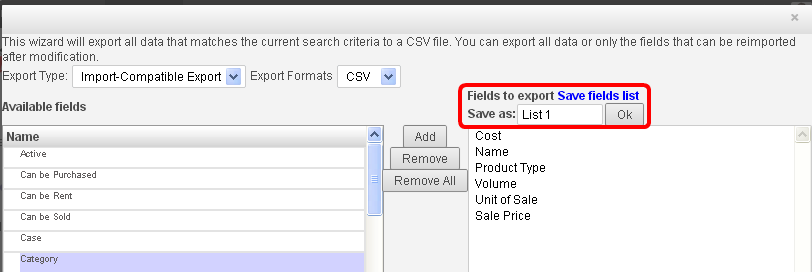 This wizard will export all data that matches the current search criteria to a CSV file. You can export all data or only the fields that can be reimported
after modification.
Export Type: Import-Compatible Export Export Formats CSV
Available fields
Fields to export Save fields list
Save as: List 1 Ok
Name
Active
Can be Purchased
Can be Rent
Can be Sold
Case
Category
Add
Remove
Remove All
Cost
Name
Product Type
Volume
Unit of Sale
Sale Price